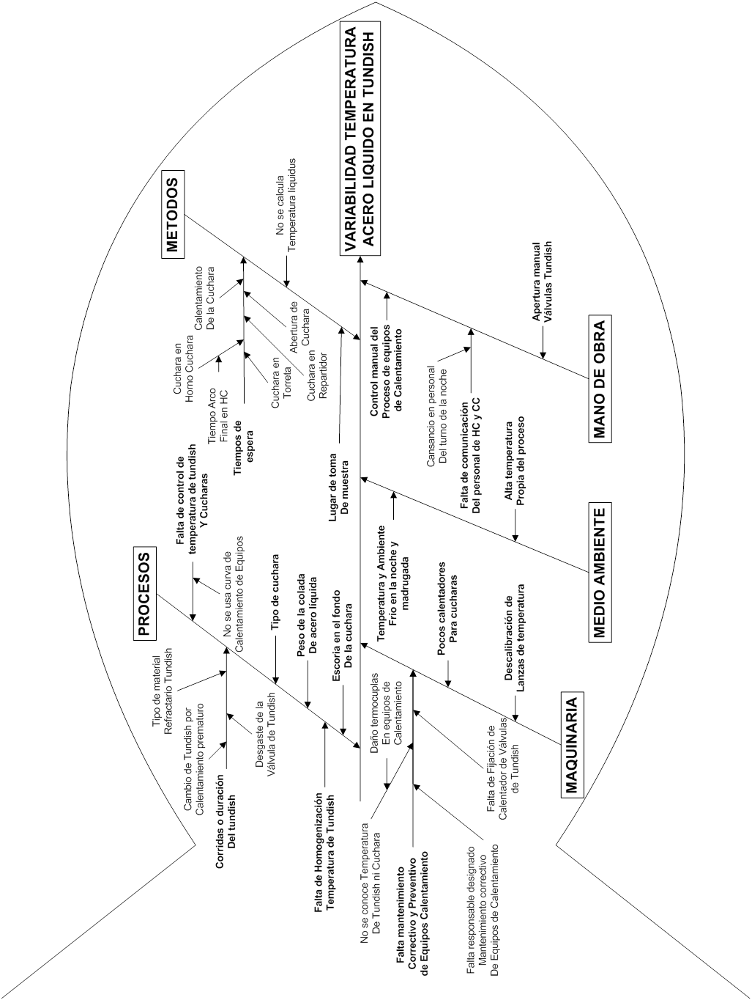 VARIABILIDAD TEMPERATURA
ACERO LIQUIDO EN TUNDISH
PROCESOS
Falta de control de
temperatura de tundish
Y Cucharas
No se usa curva de
Calentamiento de Equipos
Tipo de material
Refractario Tundish
Cambio de Tundish por
Calentamiento prematuro
Corridas o duración
Del tundish
Desgaste de la
Válvula de Tundish
Tipo de cuchara
Peso de la colada
De acero líquida
Falta de Homogenización
Temperatura de Tundish
Escoria en el fondo
De la cuchara
METODOS
Calentamiento
De la Cuchara
Cuchara en
Horno Cuchara
Tiempo Arco
Final en HC
Tiempos de
espera
Cuchara en
Torreta
Abertura de
Cuchara
Cuchara en
Repartidor
No se calcula
Temperatura líquidus
Lugar de toma
De muestra
MAQUINARIA
No se conoce Temperatura
De Tundish ni Cuchara
Daño termocuplas
En equipos de
Calentamiento
Falta mantenimiento
Correctivo y Preventivo
de Equipos Calentamiento
Falta responsable designado
Mantenimiento correctivo
De Equipos de Calentamiento
Falta de Fijación de
Calentador de Válvulas
de Tundish
Pocos calentadores
Para cucharas
Descalibración de
Lanzas de temperatura
MEDIO AMBIENTE
Temperatura y Ambiente
Frío en la noche y
madrugada
Alta temperatura
Propia del proceso
MANO DE OBRA
Control manual del
Proceso de equipos
de Calentamiento
Cansancio en personal
Del turno de la noche
Falta de comunicación
Del personal de HC y CC
Apertura manual
Válvulas Tundish